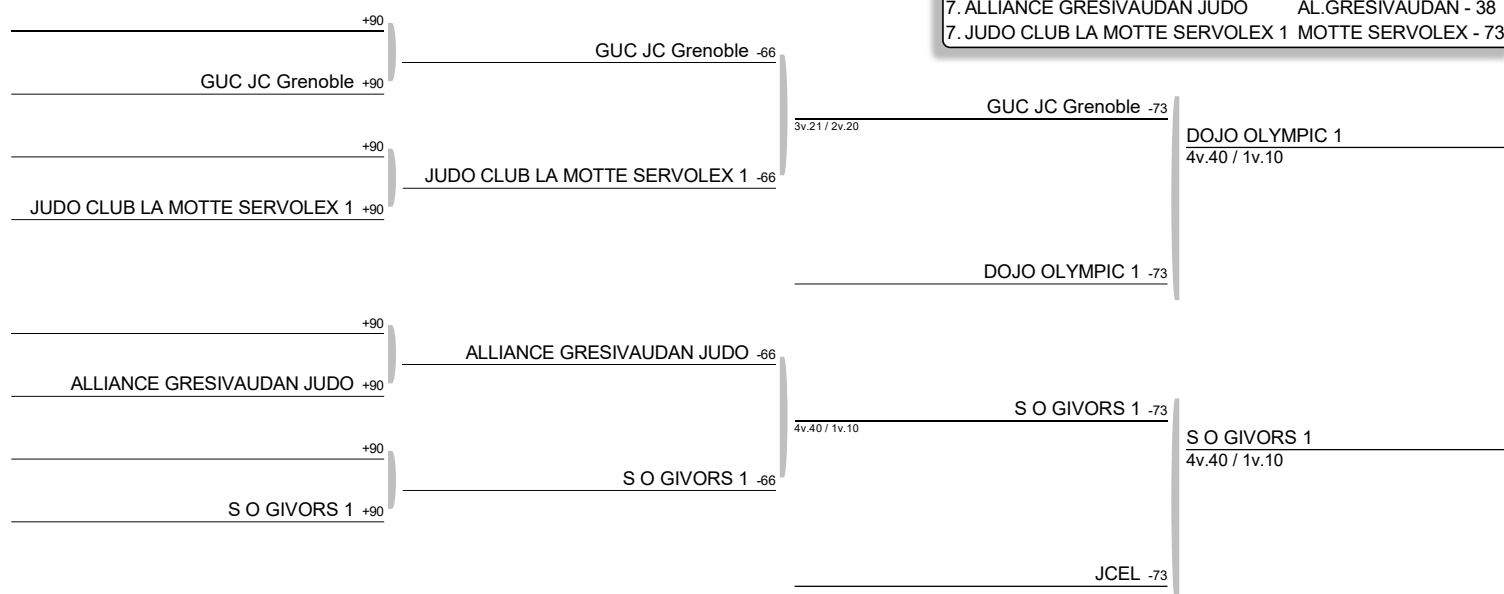 7. ALLIANCE GRESIVAUDAN JUDO AL.GRESIVAUDAN - 38
7. JUDO CLUB LA MOTTE SERVOLEX 1 MOTTE SERVOLEX - 73
+90
GUC JC Grenoble +90
+90
JUDO CLUB LA MOTTE SERVOLEX 1 +90
+90
ALLIANCE GRESIVAUDAN JUDO +90
+90
S O GIVORS 1 +90
GUC JC Grenoble -66
JUDO CLUB LA MOTTE SERVOLEX 1 -66
ALLIANCE GRESIVAUDAN JUDO -66
S O GIVORS 1 -66
GUC JC Grenoble -73
3v.21 / 2v.20
DOJO OLYMPIC 1 -73
S O GIVORS 1 -73
4v.40 / 1v.10
JCEL -73
DOJO OLYMPIC 1
4v.40 / 1v.10
S O GIVORS 1
4v.40 / 1v.10